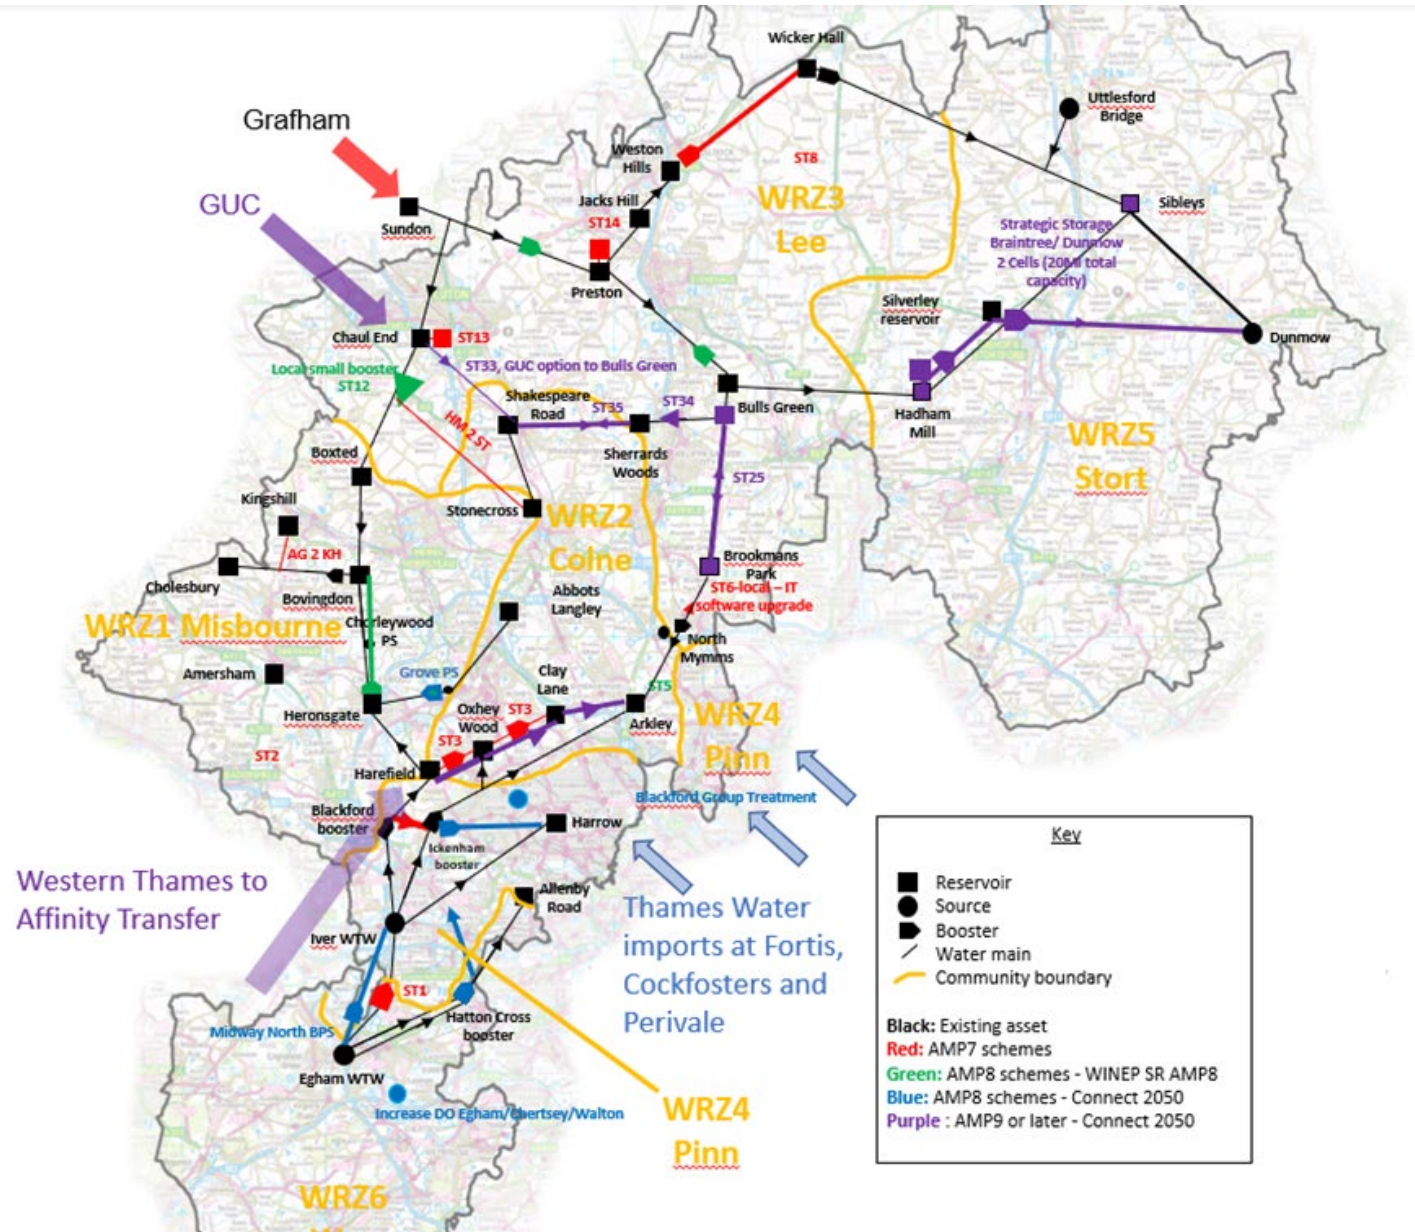 Wicker Hall
Uttlesford
Bridge
Grafham
Weston
Hills
ST8
WRZ3
Lee
GUC
Jacks Hill
ST14
Sundon
Sibleys
Strategic Storage
Braintree/ Dunmow
2 Cells (20Ml total
capacity)
Preston
Silverley
reservoir
Chaul End
ST13
Dunmow
Local small booster
ST12
ST33, GUC option to Bulls Green
Shakespeare
Road
ST35
ST34
Bulls Green
Hadham
Mill
HM 2 ST
WRZ5
Stort
Boxted
Sherrards
Woods
ST25
Kingshill
Stonecross
WRZ2
Colne
AG 2 KH
Brookmans
Park
Cholesbury
Bovingdon
Abbots
Langley
ST6-local – IT
software upgrade
WRZ1 Misbourne
Chorleywood
PS
North
Mymms
Amersham
Grove PS
Clay
Lane
ST5
Heronsgate
Oxhey
Wood
ST3
Arkley
WRZ4
Pinn
ST2
ST3
Harefield
Blackford Group Treatment
Blackford
booster
Harrow
Ickenham
booster
Key
Reservoir
Source
Booster
Water main
Community boundary
Black: Existing asset
Red: AMP7 schemes
Green: AMP8 schemes - WINEP SR AMP8
Blue: AMP8 schemes - Connect 2050
Purple : AMP9 or later - Connect 2050
Western Thames to
Affinity Transfer
Allenby
Road
Thames Water
imports at Fortis,
Cockfosters and
Perivale
Iver WTW
ST1
Hatton Cross
booster
Midway North BPS
Egham WTW
Increase DO Egham/Chertsey/Walton
WRZ4
Pinn
WRZ6